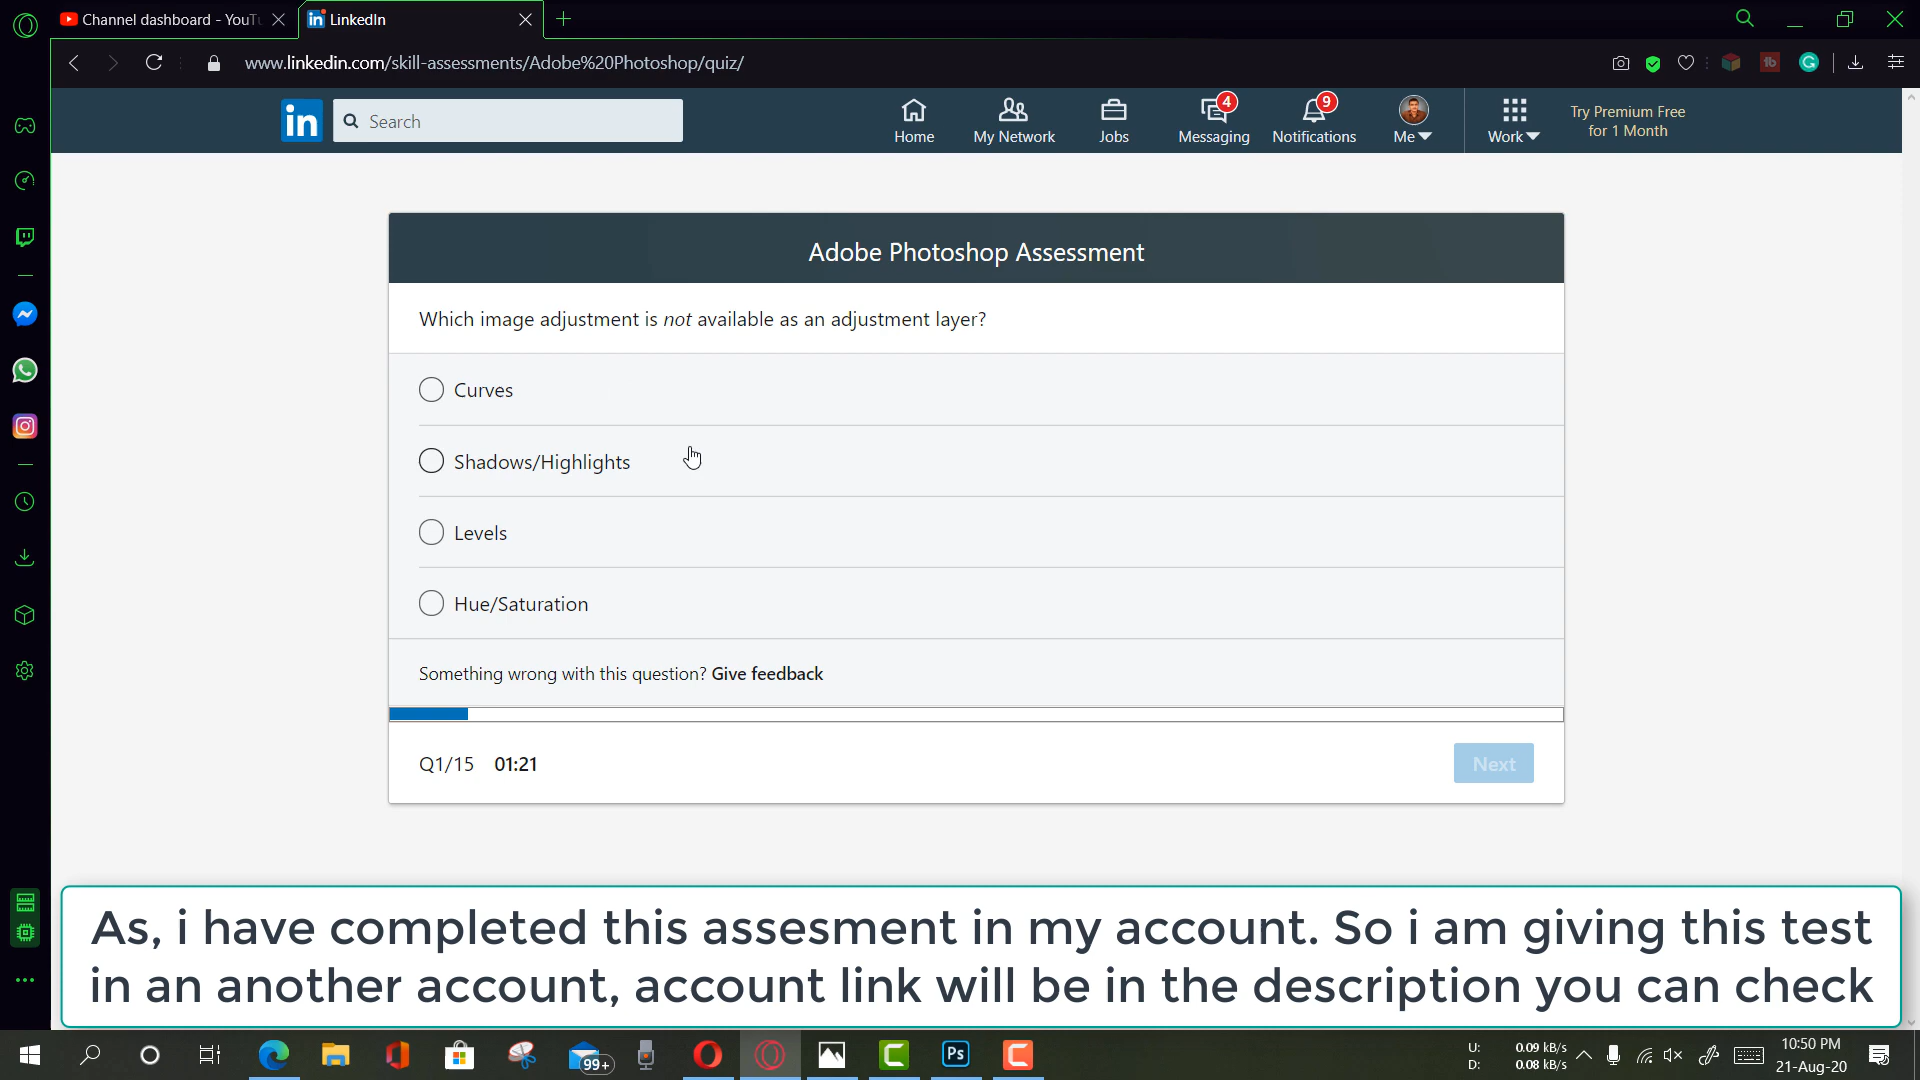 Channel dashboard - YouTu
LinkedIn
www.linkedin.com/skill-assessments/Adobe%20Photoshop/quiz/
in
Search
Home
My Network
Jobs
4
Messaging
9
Notifications
Me
Work
Try Premium Free
for 1 Month
Adobe Photoshop Assessment
Which image adjustment is not available as an adjustment layer?
Curves
Shadows/Highlights
Levels
Hue/Saturation
Something wrong with this question? Give feedback
Q1/15 01:21
Next
As, i have completed this assesment in my account. So i am giving this test
in an another account, account link will be in the description you can check
99+
Ps
U: 0.09 kB/s
D: 0.08 kB/s
10:50 PM
21-Aug-20